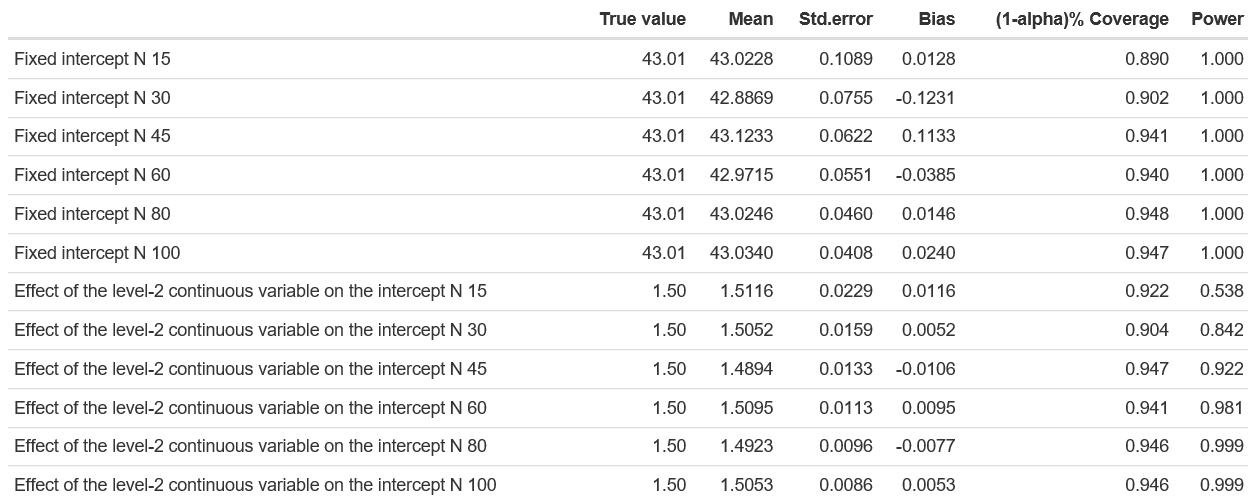 True value Mean Std.error Bias (1-alpha)% Coverage Power
Fixed intercept N 15 43.01 43.0228 0.1089 0.0128 0.890 1.000
Fixed intercept N 30 43.01 42.8869 0.0755 -0.1231 0.902 1.000
Fixed intercept N 45 43.01 43.1233 0.0622 0.1133 0.941 1.000
Fixed intercept N 60 43.01 42.9715 0.0551 -0.0385 0.940 1.000
Fixed intercept N 80 43.01 43.0246 0.0460 0.0146 0.948 1.000
Fixed intercept N 100 43.01 43.0340 0.0408 0.0240 0.947 1.000
Effect of the level-2 continuous variable on the intercept N 15 1.50 1.5116 0.0229 0.0116 0.922 0.538
Effect of the level-2 continuous variable on the intercept N 30 1.50 1.5052 0.0159 0.0052 0.904 0.842
Effect of the level-2 continuous variable on the intercept N 45 1.50 1.4894 0.0133 -0.0106 0.947 0.922
Effect of the level-2 continuous variable on the intercept N 60 1.50 1.5095 0.0113 0.0095 0.941 0.981
Effect of the level-2 continuous variable on the intercept N 80 1.50 1.4923 0.0096 -0.0077 0.946 0.999
Effect of the level-2 continuous variable on the intercept N 100 1.50 1.5053 0.0086 0.0053 0.946 0.999